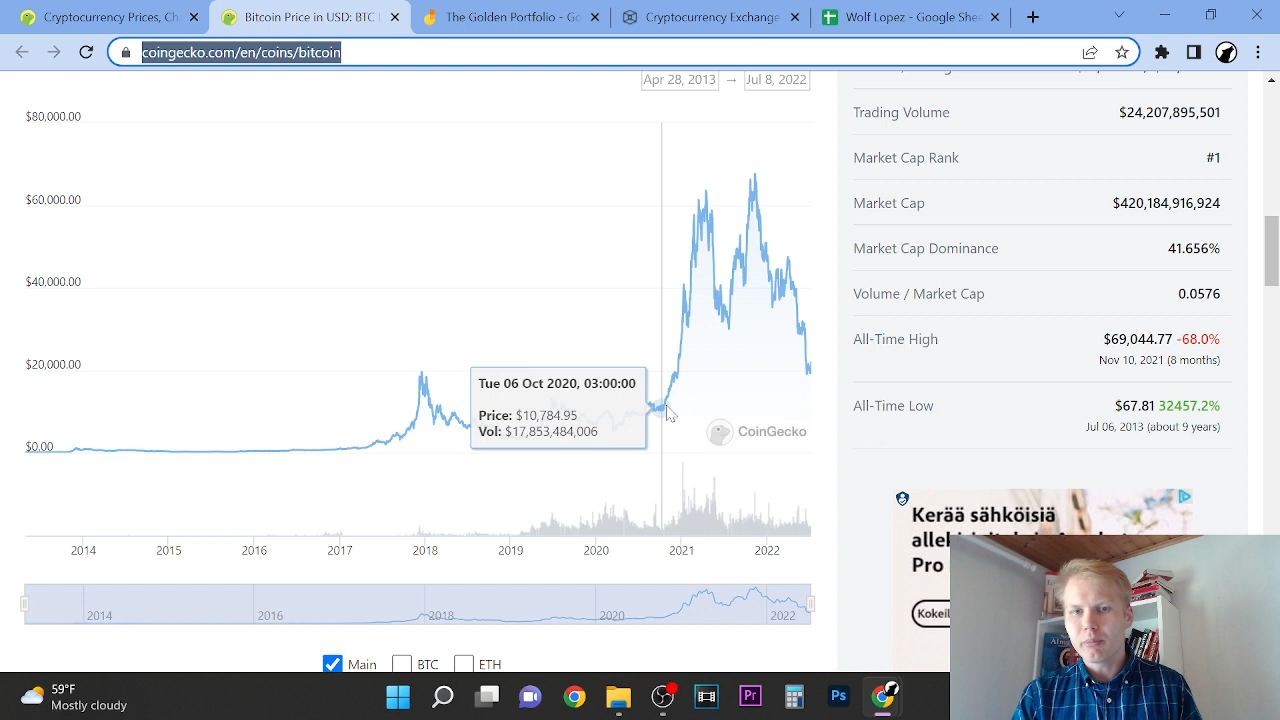 Cryptocurrency Prices, Ch
Bitcoin Price in USD: BTC L
The Golden Portfolio - Go
Cryptocurrency Manageme
Wolf Lopez - Google Shee
coingecko.com/en/coins/bitcoin
Apr 28, 2013 → Jul 8, 2022
$80,000.00
$60,000.00
$40,000.00
$20,000.00
$0.00
Tue 06 Oct 2020, 03:00:00
Price: $10,784.95
Vol: $17,853,484,006
CoinGecko
2014 2015 2016 2017 2018 2019 2020 2021 2022
2014 2016 2018 2020 2022
Main BTC ETH
Trading Volume $24,207,895,501
Market Cap Rank #1
Market Cap $420,184,916,924
Market Cap Dominance 41.656%
Volume / Market Cap 0.0576
All-Time High $69,044.77 -68.0%
Nov 10, 2021 (8 months)
All-Time Low $67.81 32457.2%
Jul 06, 2013 (about 9 years)
Kerää sähköisiä
Pro
59°F
Mostly cloudy
Pr
Ps